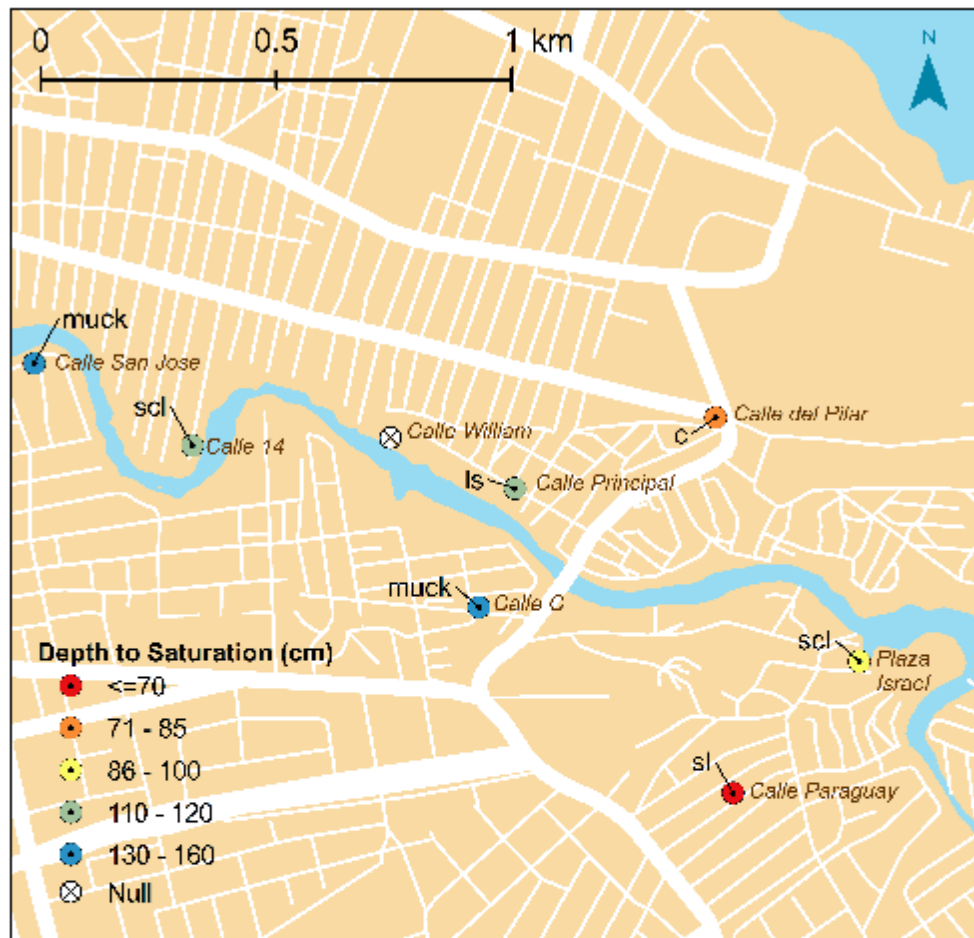 0 0.5 1 km
N
muck
Calle San Jose
scl
Calle 14
Calle William
Calle del Pilar
c
ls
Calle Principal
muck
Calle C
scl
Plaza
Israel
sl
Calle Paraguay
Depth to Saturation (cm)
<=70
71 - 85
86 - 100
110 - 120
130 - 160
Null